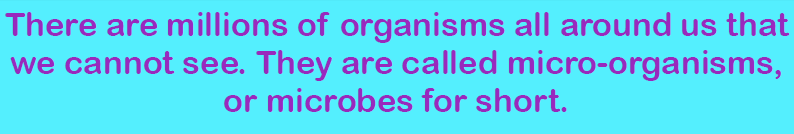 There are millions of organisms all around us that
we cannot see. They are called micro-organisms,
or microbes for short.